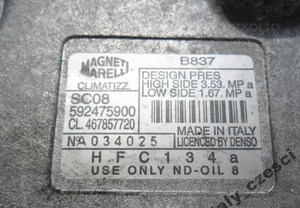 MAGNETI
MARELLI
CLIMATIZZ.
SC08
592475900
CL. 467857720
Nº A 034025
B837
DESIGN PRES
HIGH SIDE 3.53. MP a
LOW SIDE 1.67. MP a
MADE IN ITALY
LICENCED BY DENSO
HFC134a
USE ONLY ND-OIL 8